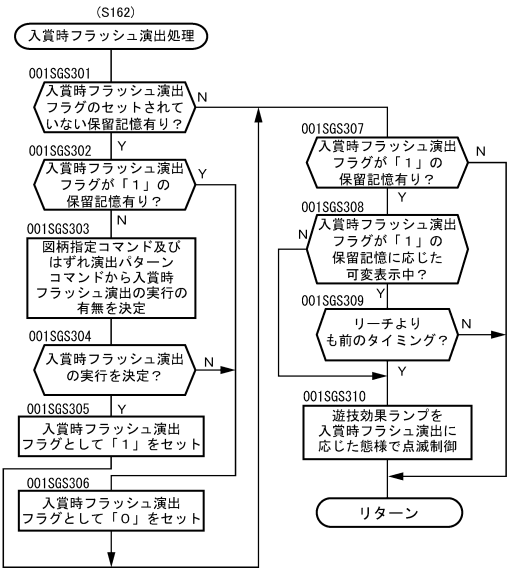 (S162)
入賞時フラッシュ演出処理
001SGS301
入賞時フラッシュ演出
フラグのセットされて
いない保留記憶有り？
N
Y
001SGS302
入賞時フラッシュ演出
フラグが「1」の
保留記憶有り？
Y
N
001SGS303
図柄指定コマンド及び
はずれ演出パターン
コマンドから入賞時
フラッシュ演出の実行の
有無を決定
001SGS304
入賞時フラッシュ演出
の実行を決定？
N
Y
001SGS305
入賞時フラッシュ演出
フラグとして「1」をセット
001SGS306
入賞時フラッシュ演出
フラグとして「0」をセット
001SGS307
入賞時フラッシュ演出
フラグが「1」の
保留記憶有り？
N
Y
001SGS308
入賞時フラッシュ演出
フラグが「1」の
保留記憶に応じた
可変表示中？
N
Y
001SGS309
リーチより
も前のタイミング？
N
Y
001SGS310
遊技効果ランプを
入賞時フラシュ演出に
応じた態様で点滅制御
リターン